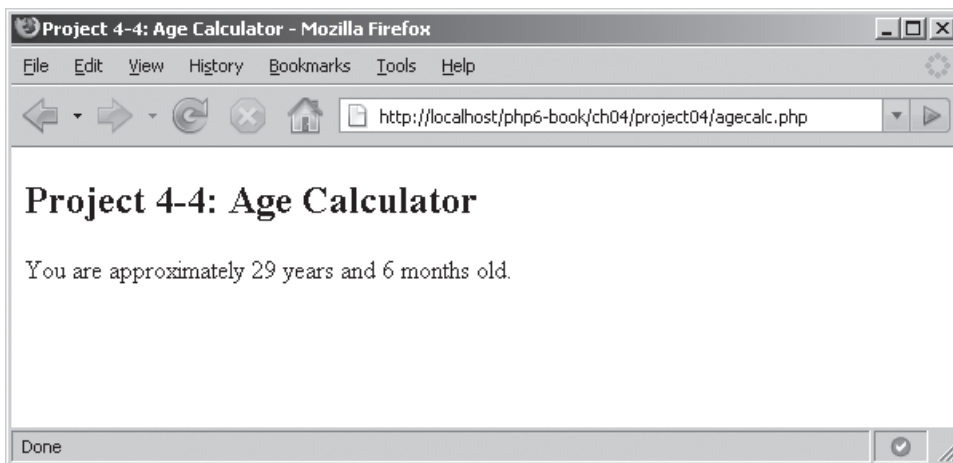 Project 4-4: Age Calculator - Mozilla Firefox
File Edit View History Bookmarks Tools Help
http://localhost/php6-book/ch04/project04/agecalc.php
Project 4-4: Age Calculator
You are approximately 29 years and 6 months old.
Done